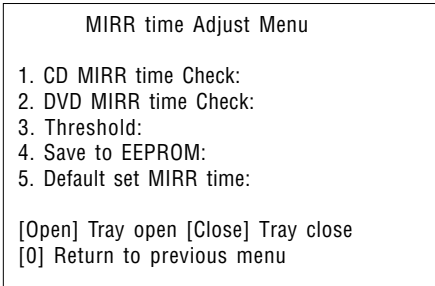 MIRR time Adjust Menu
1. CD MIRR time Check:
2. DVD MIRR time Check:
3. Threshold:
4. Save to EEPROM:
5. Default set MIRR time:
[Open] Tray open [Close] Tray close
[0] Return to previous menu